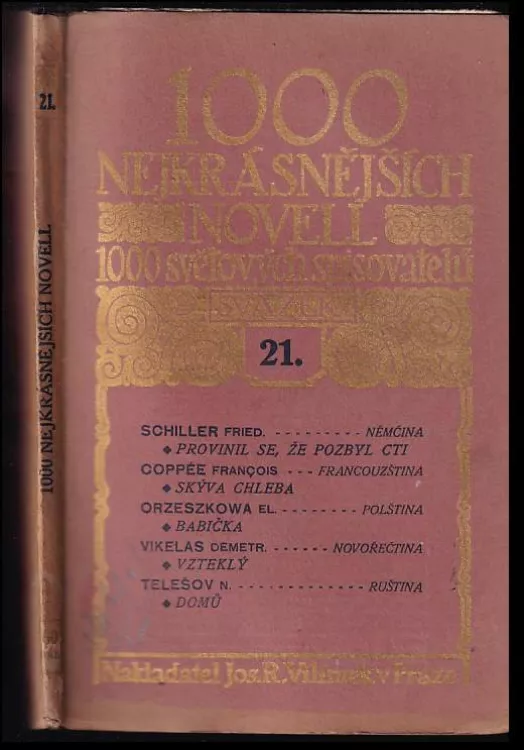 21.
1000 NEJKRÁSNĚJŠÍCH NOVELL
1000
NEJKRÁSNĚJŠÍCH
NOVELL
1000 světových spisovatelů
SVAZEK
21.
SCHILLER FRIED. - - - - - - - - - NĚMČINA
◆ PROVINIL SE, ŽE POZBYL CTI
COPPÉE FRANÇOIS - - - FRANCOUZŠTINA
◆ SKÝVA CHLEBA
ORZESZKOWA EL. - - - - - - - - POLŠTINA
◆ BABIČKA
VIKELAS DEMETR. - - - - - - NOVOŘEČTINA
◆ VZTEKLÝ
TELEŠOV N. - - - - - - - - - - - - - RUŠTINA
◆ DOMŮ
Nakladatel Jos. R. Vilímek v Praze